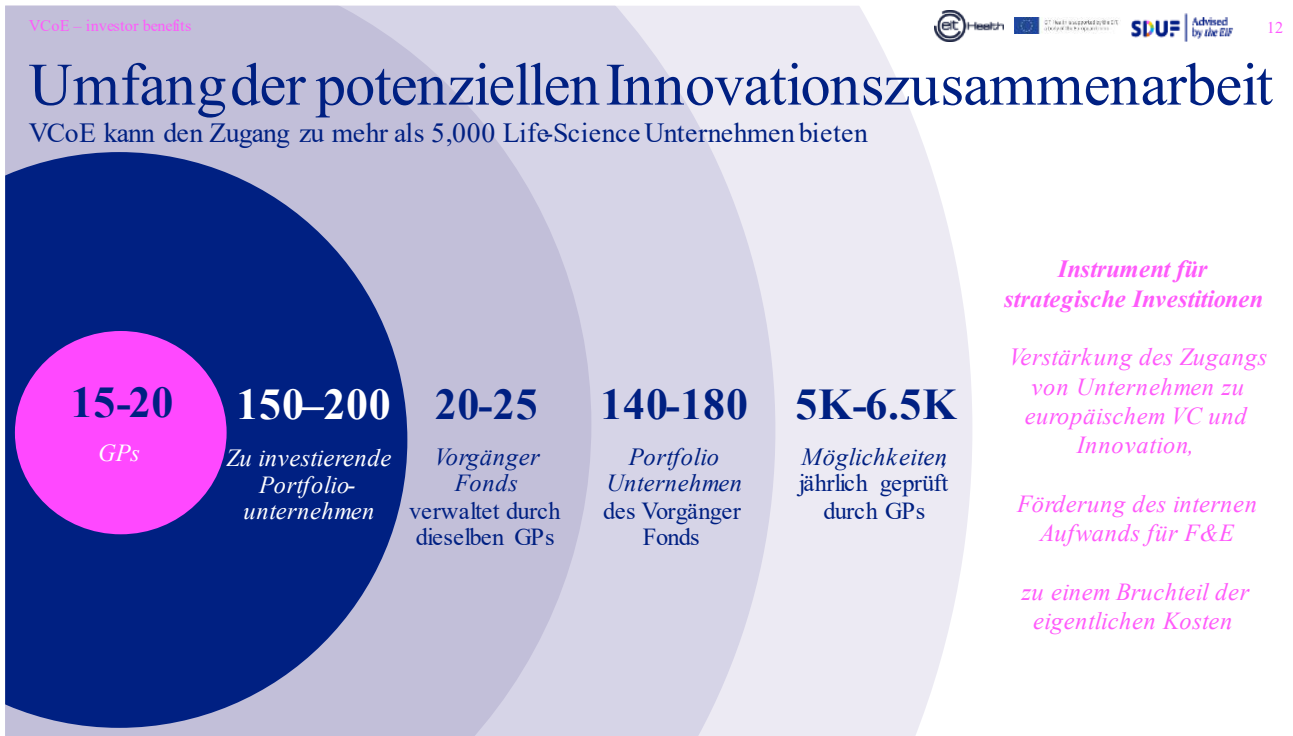 VCoE – investor benefits
eit Health
SDUF Advised
by the EIF
12
Umfang der potenziellen Innovationszusammenarbeit
VCoE kann den Zugang zu mehr als 5,000 Life-Science Unternehmen bieten
15-20
GPs
150–200
Zu investierende
Portfolio-
unternehmen
20-25
Vorgänger
Fonds
verwaltet durch
dieselben GPs
140-180
Portfolio
Unternehmen
des Vorgänger
Fonds
5K-6.5K
Möglichkeiten,
jährlich geprüft
durch GPs
Instrument für
strategische Investitionen
Verstärkung des Zugangs
von Unternehmen zu
europäischem VC und
Innovation,
Förderung des internen
Aufwands für F&E
zu einem Bruchteil der
eigentlichen Kosten